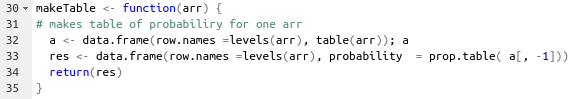 30 makeTable <- function(arr) {
31 # makes table of probabiliry for one arr
32 a <- data.frame(row.names =levels(arr), table(arr)); a
33 res <- data.frame(row.names =levels(arr), probability  = prop.table( a[, -1]))
34 return(res)
35 }